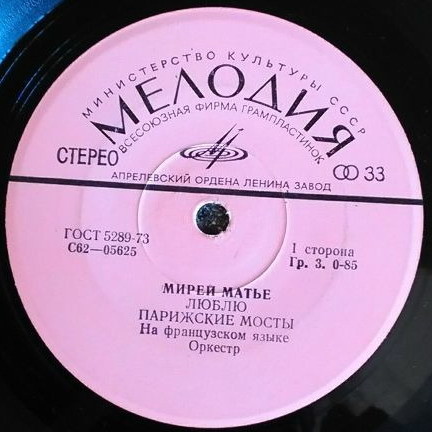 МИНИСТЕРСТВО КУЛЬТУРЫ СССР
МЕЛОДИЯ
ВСЕСОЮЗНАЯ ФИРМА ГРАМПЛАСТИНОК
СТЕРЕО
33
АПРЕЛЕВСКИЙ ОРДЕНА ЛЕНИНА ЗАВОД
ГОСТ 5289-73
С62—05625
1 сторона
Гр. 3. 0-85
МИРЕЙ МАТЬЕ
ЛЮБЛЮ
ПАРИЖСКИЕ МОСТЫ
На французском языке
Оркестр